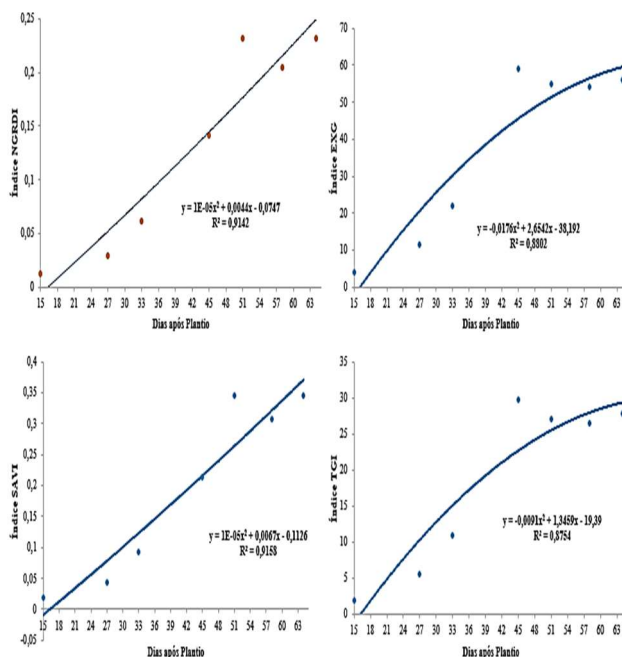 Índice NGRDI
0,25
0,2
0,15
0,1
0,05
0
y = 1E-05x² + 0,0044x - 0,0747
R² = 0,9142
15 18 21 24 27 30 33 36 39 42 45 48 51 54 57 60 63
Dias após Plantio
Índice EXG
70
60
50
40
30
20
10
0
y = -0,0176x² + 2,6542x - 38,192
R² = 0,8802
15 18 21 24 27 30 33 36 39 42 45 48 51 54 57 60 63
Dias após Plantio
Índice SAVI
0,4
0,35
0,3
0,25
0,2
0,15
0,1
0,05
0
-0,05
y = 1E-05x² + 0,0067x - 0,1126
R² = 0,9158
15 18 21 24 27 30 33 36 39 42 45 48 51 54 57 60 63
Dias após Plantio
Índice TGI
35
30
25
20
15
10
5
0
y = -0,0091x² + 1,3459x - 19,39
R² = 0,8754
15 18 21 24 27 30 33 36 39 42 45 48 51 54 57 60 63
Dias após Plantio